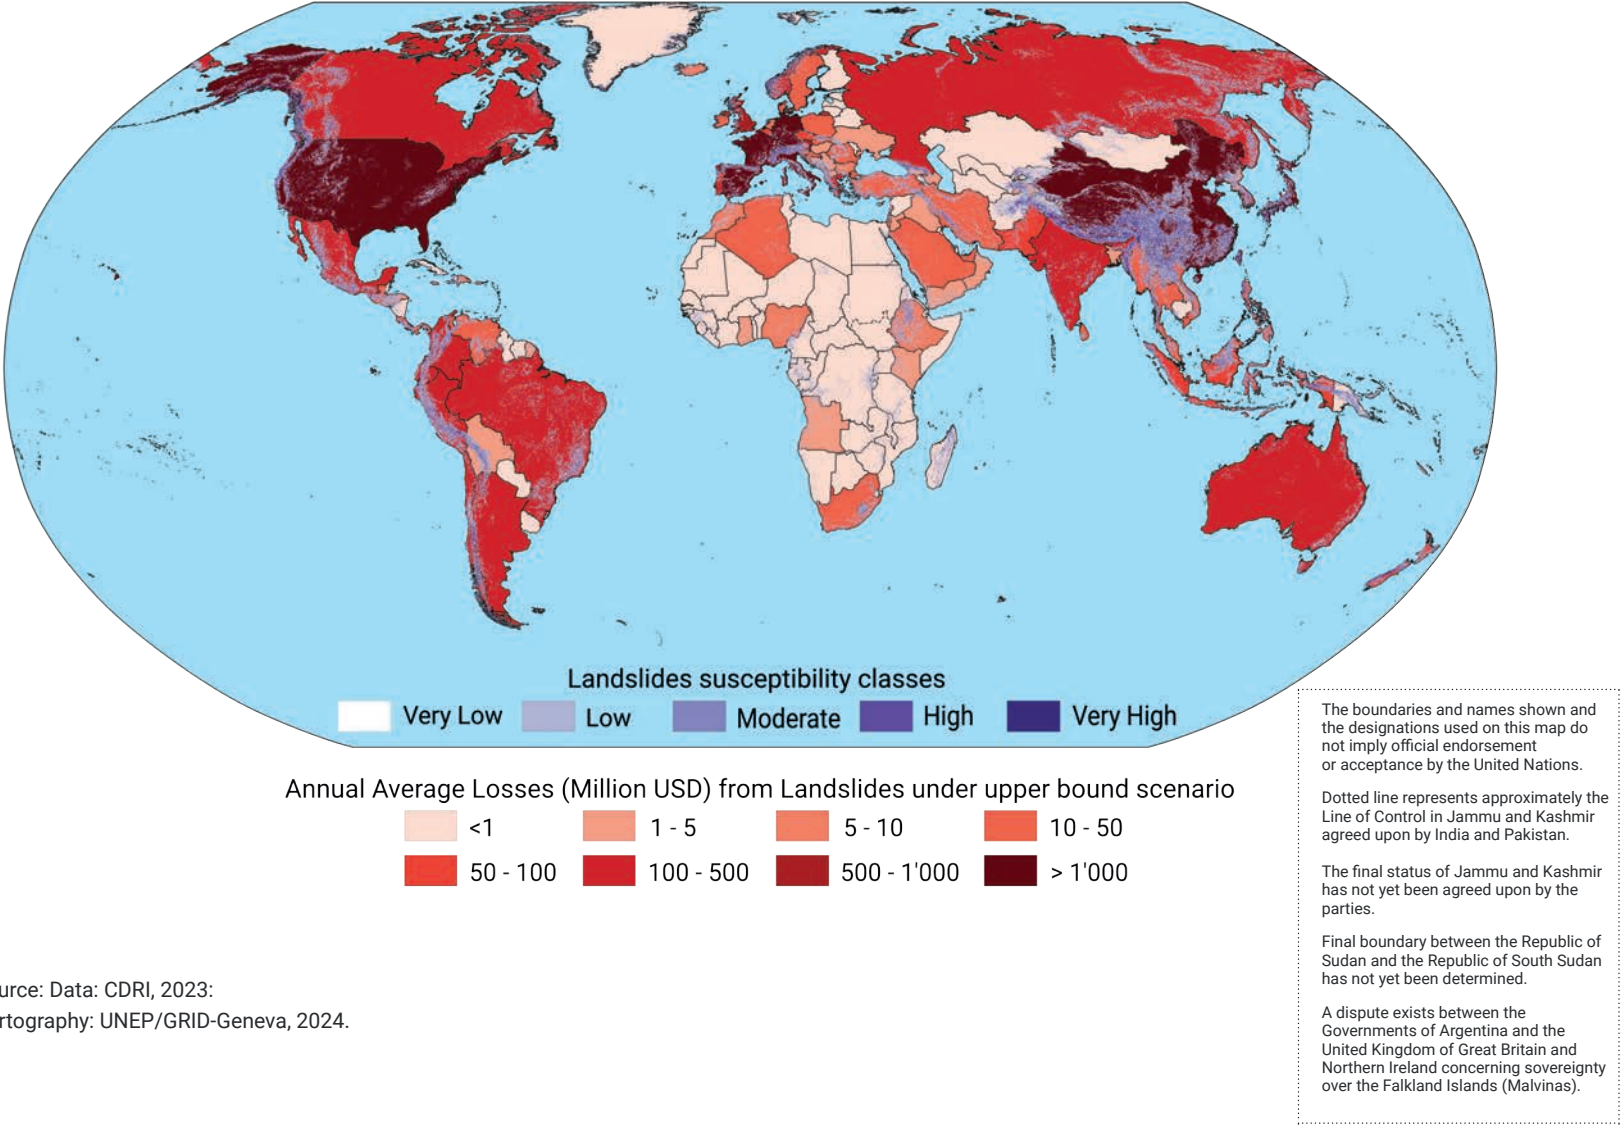 Landslides susceptibility classes
Very Low Low Moderate High Very High
Annual Average Losses (Million USD) from Landslides under upper bound scenario
<1 1 - 5 5 - 10 10 - 50
50 - 100 100 - 500 500 - 1'000 > 1'000
The boundaries and names shown and
the designations used on this map do
not imply official endorsement
or acceptance by the United Nations.
Dotted line represents approximately the
Line of Control in Jammu and Kashmir
agreed upon by India and Pakistan.
The final status of Jammu and Kashmir
has not yet been agreed upon by the
parties.
Final boundary between the Republic of
Sudan and the Republic of South Sudan
has not yet been determined.
A dispute exists between the
Governments of Argentina and the
United Kingdom of Great Britain and
Northern Ireland concerning sovereignty
over the Falkland Islands (Malvinas).
urce: Data: CDRI, 2023:
rtography: UNEP/GRID-Geneva, 2024.